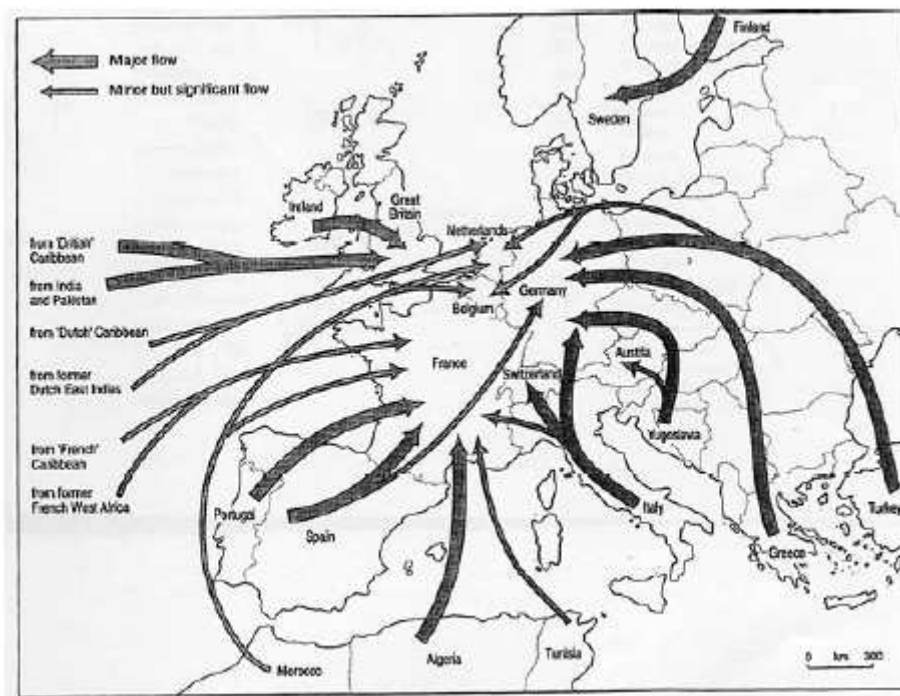 Major flow
Minor but significant flow
Finland
Sweden
Ireland
Great
Britain
Netherlands
from 'British'
Caribbean
from India
and Pakistan
Belgium
Germany
from 'Dutch' Caribbean
from former
Dutch East Indies
France
Austria
Switzerland
from 'French'
Caribbean
Yugoslavia
from former
French West Africa
Portugal
Spain
Italy
Turkey
Greece
Morocco
Algeria
Tunisia
0 km 300